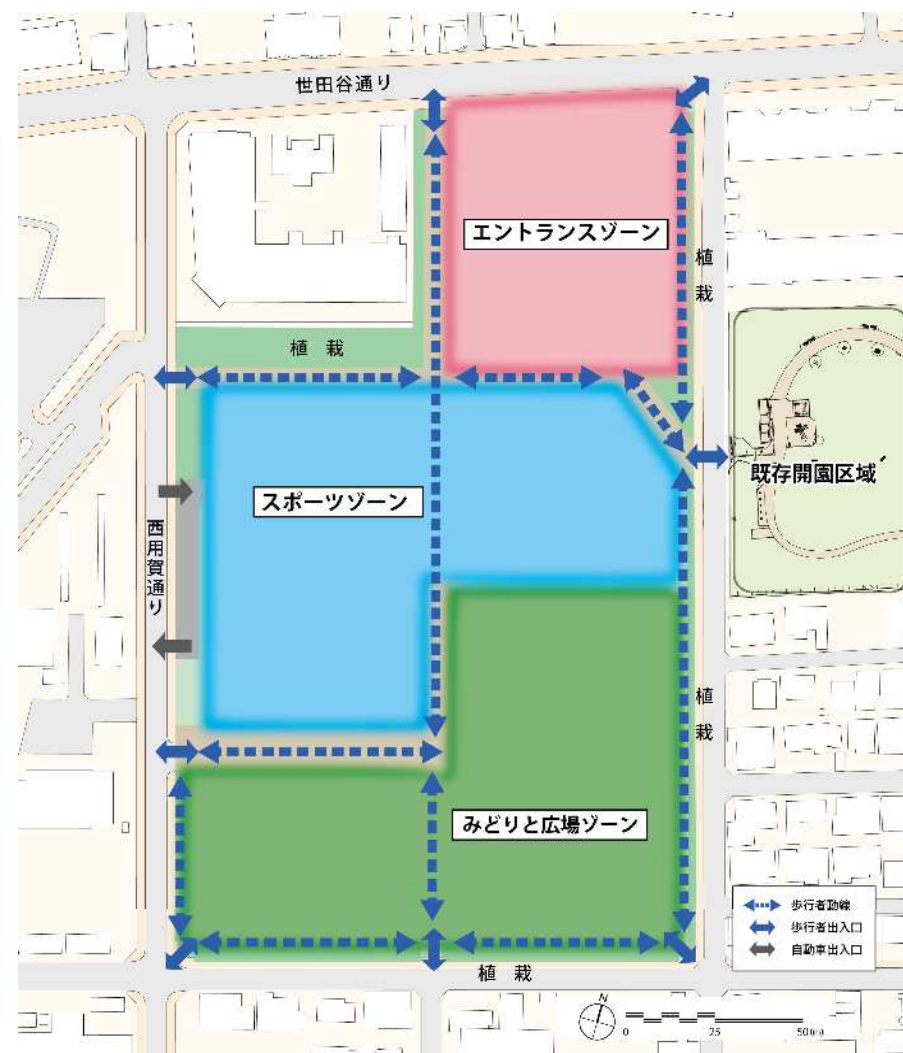 世田谷通り
エントランスゾーン
植栽
植栽
既存開園区域
スポーツゾーン
西用賀通り
植栽
みどりと広場ゾーン
歩行者動線
歩行者出入口
自動車出入口
植栽
N
0 25 50(m)